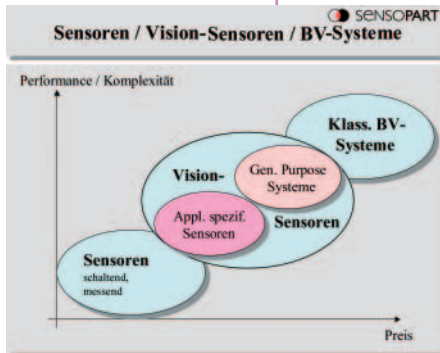 SENSOPART
Sensoren / Vision-Sensoren / BV-Systeme
Performance / Komplexität
Klass. BV-
Systeme
Vision-
Gen. Purpose
Systeme
Appl. spezif.
Sensoren
Sensoren
Sensoren
schaltend,
messend
Preis